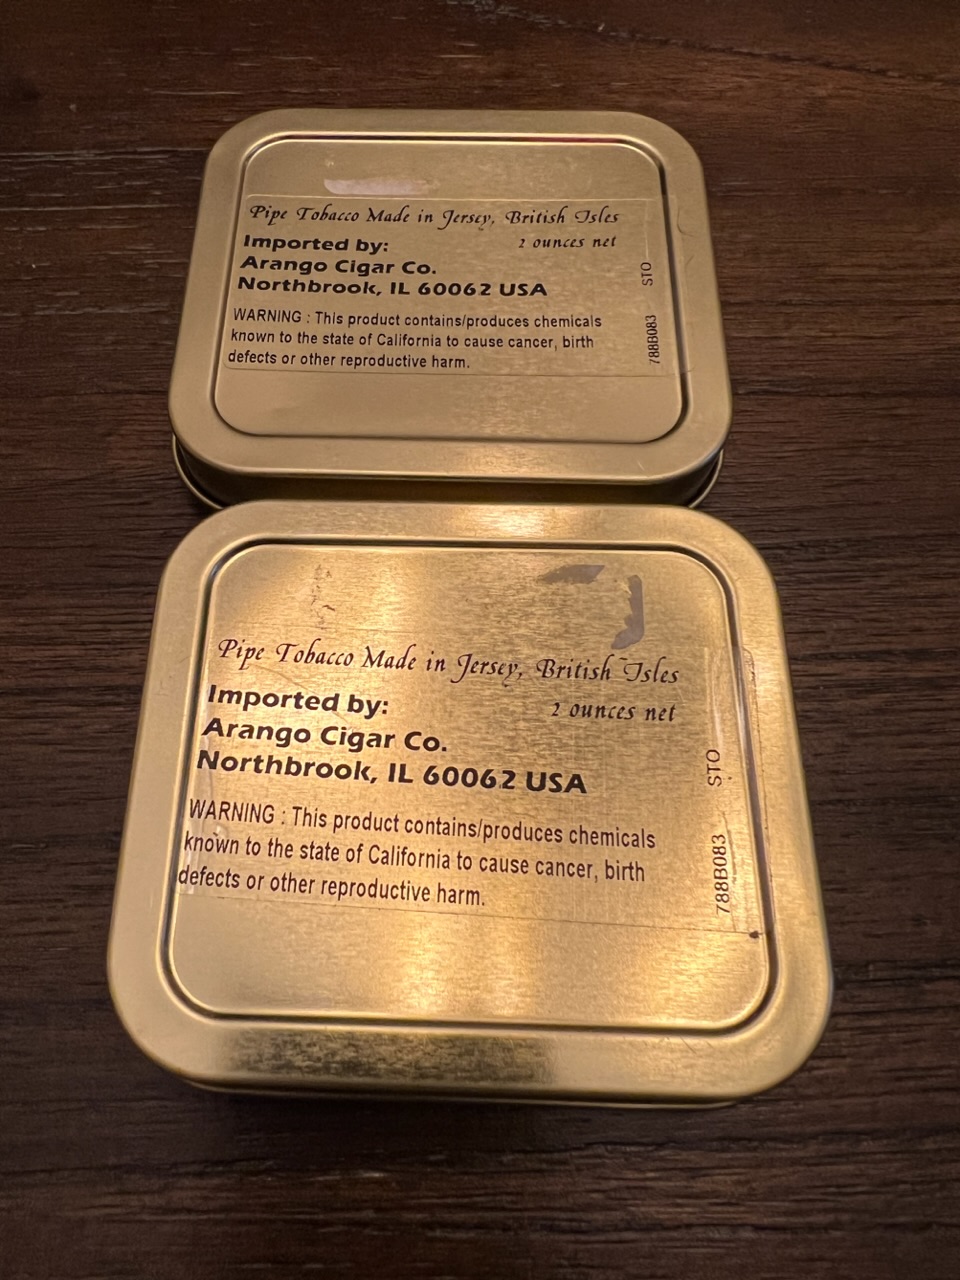 Pipe Tobacco Made in Jersey, British Isles
Imported by:
2 ounces net
Arango Cigar Co.
Northbrook, IL 60062 USA
WARNING : This product contains/produces chemicals
known to the state of California to cause cancer, birth
defects or other reproductive harm.
788B083 STO
Pipe Tobacco Made in Jersey, British Isles
Imported by:
2 ounces net
Arango Cigar Co.
Northbrook, IL 60062 USA
WARNING : This product contains/produces chemicals
known to the state of California to cause cancer, birth
defects or other reproductive harm.
788B083 STO